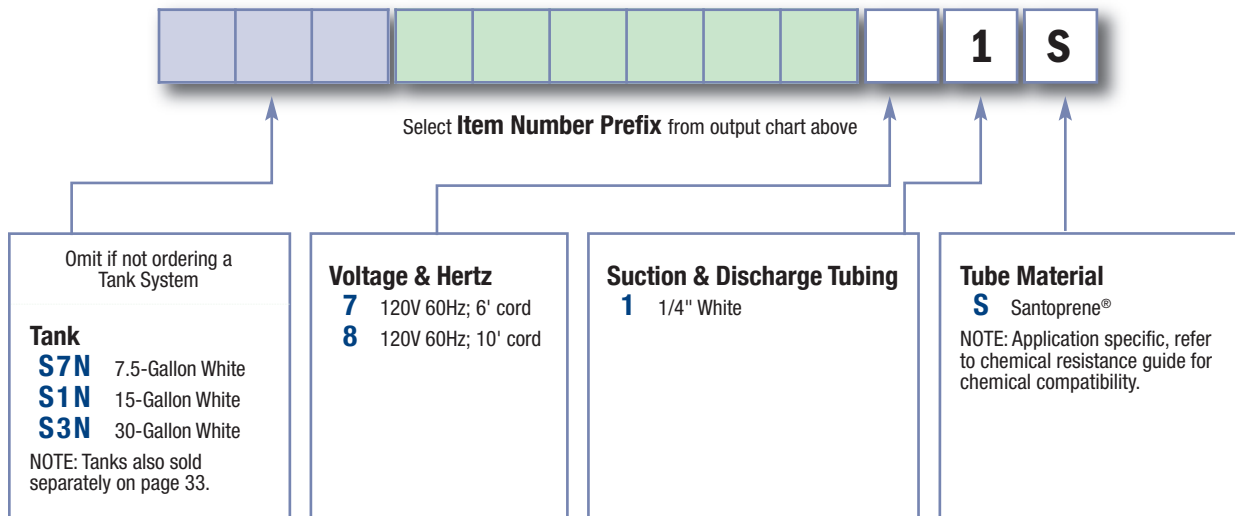 1 S
Select Item Number Prefix from output chart above
Omit if not ordering a
Tank System
Tank
S7N 7.5-Gallon White
S1N 15-Gallon White
S3N 30-Gallon White
NOTE: Tanks also sold
separately on page 33.
Voltage & Hertz
7 120V 60Hz; 6' cord
8 120V 60Hz; 10' cord
Suction & Discharge Tubing
1 1/4" White
Tube Material
S Santoprene®
NOTE: Application specific, refer
to chemical resistance guide for
chemical compatibility.